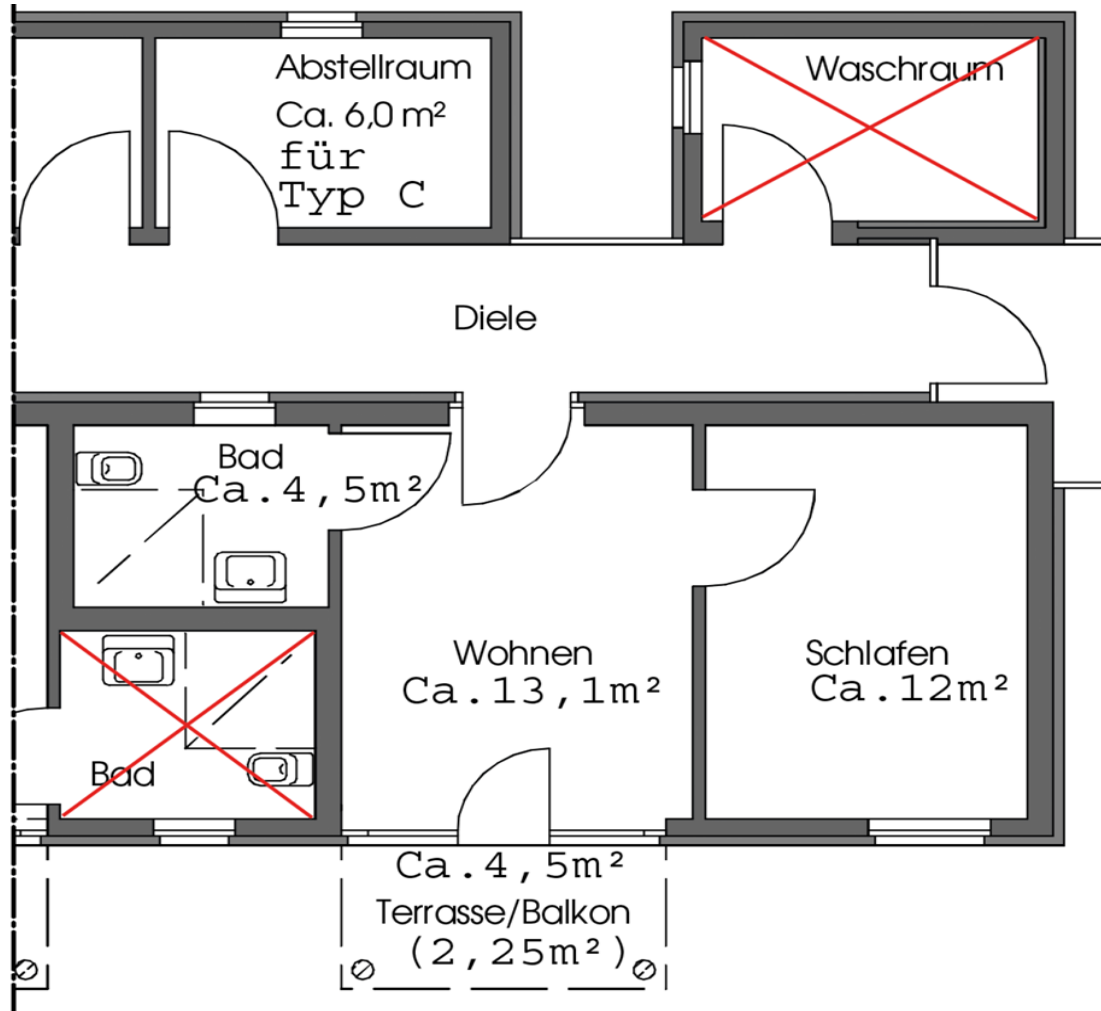 Abstellraum
Ca. 6,0 m²
für
Typ C
Waschraum
Diele
Bad
Ca.4,5m²
Wohnen
Ca.13,1m²
Schlafen
Ca.12m²
Bad
Ca.4,5m²
Terrasse/Balkon
(2,25m²)